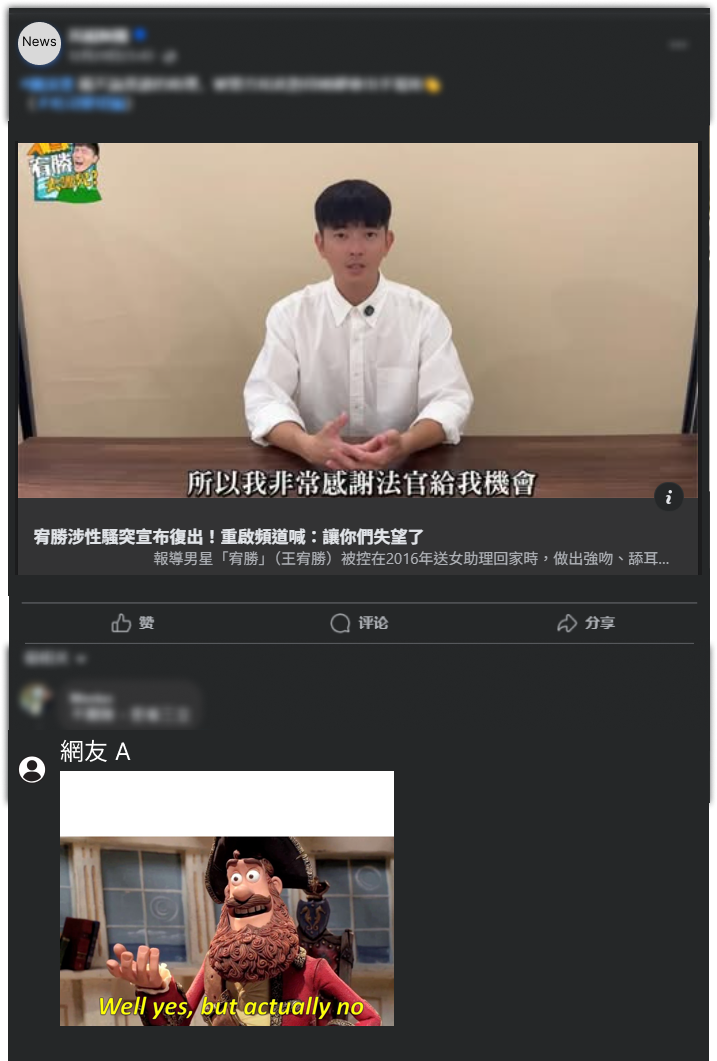 News
宥勝
所以我非常感謝法官給我機會
宥勝涉性騷突宣布復出！重啟頻道喊：讓你們失望了
報導男星「宥勝」（王宥勝）被控在2016年送女助理回家時，做出強吻、舔耳...
赞
评论
分享
網友 A
Well yes, but actually no